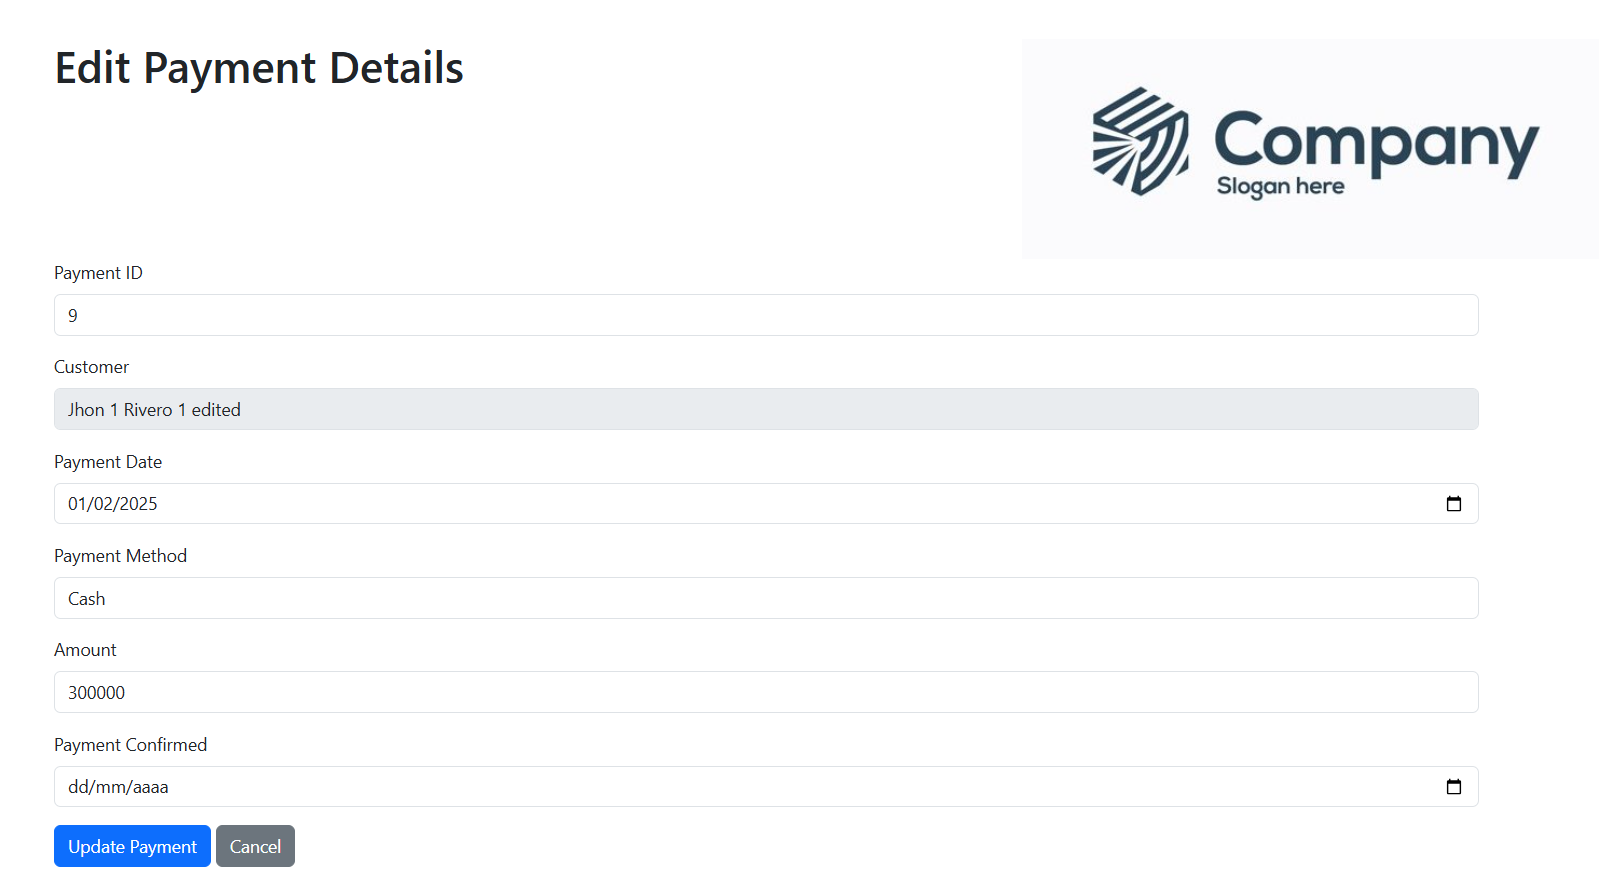 Edit Payment Details
Company
Slogan here
Payment ID
9
Customer
Jhon 1 Rivero 1 edited
Payment Date
01/02/2025
Payment Method
Cash
Amount
300000
Payment Confirmed
dd/mm/aaaa
Update Payment Cancel